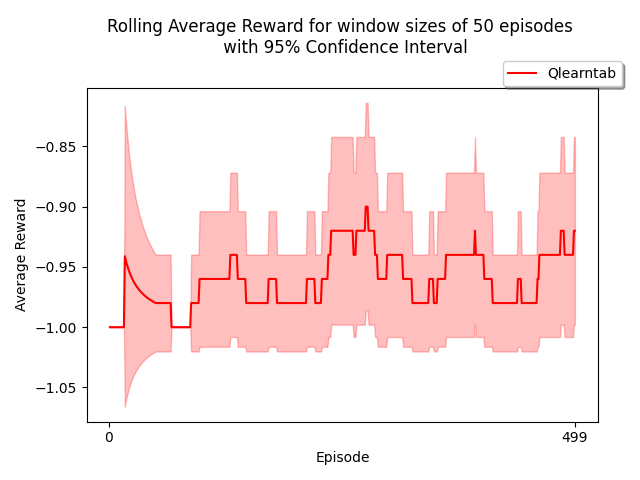 Rolling Average Reward for window sizes of 50 episodes
with 95% Confidence Interval
Qlearntab
−0.85
−0.90
−0.95
−1.00
−1.05
Average Reward
0
499
Episode